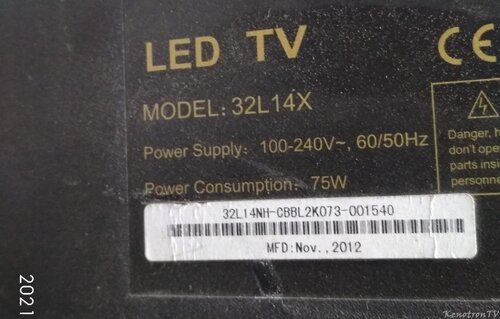 LED TV
CE
MODEL: 32L14X
Power Supply: 100-240V~, 60/50Hz
Power Consumption: 75W
Danger, h
don't ope
parts insi
personne
32L14NH-CBBL2K073-001540
MFD:Nov.,2012
2021
KenotronTV